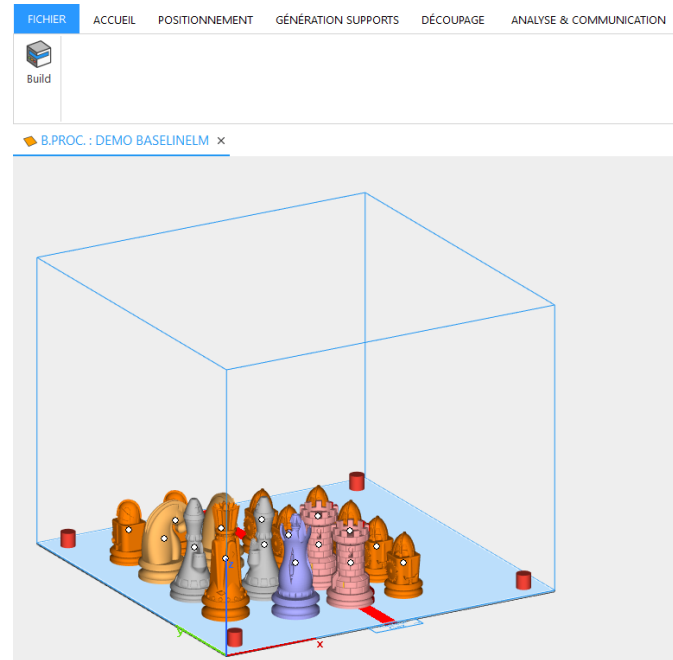 FICHIER ACCUEIL POSITIONNEMENT GÉNÉRATION SUPPORTS DÉCOUPAGE ANALYSE & COMMUNICATION
Build
B.PROC. : DEMO BASELINELM ×
z
y
x